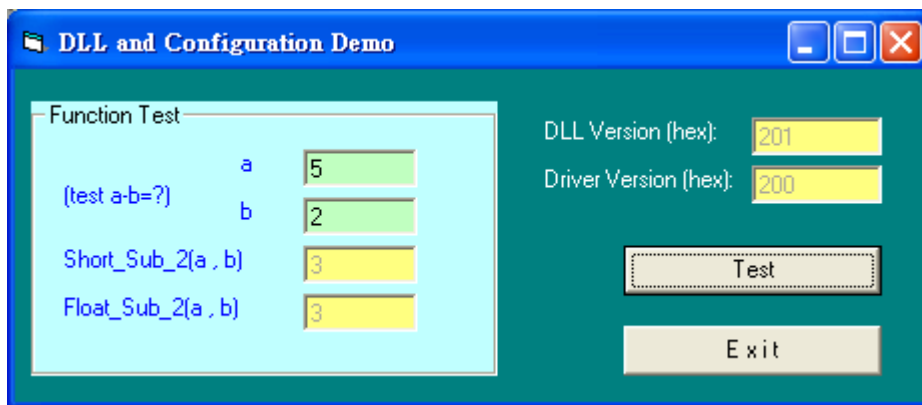 DLL and Configuration Demo
Function Test
a
5
(test a-b=?)
b
2
Short_Sub_2(a , b)
3
Float_Sub_2(a , b)
3
DLL Version (hex):
201
Driver Version (hex):
200
Test
E x i t